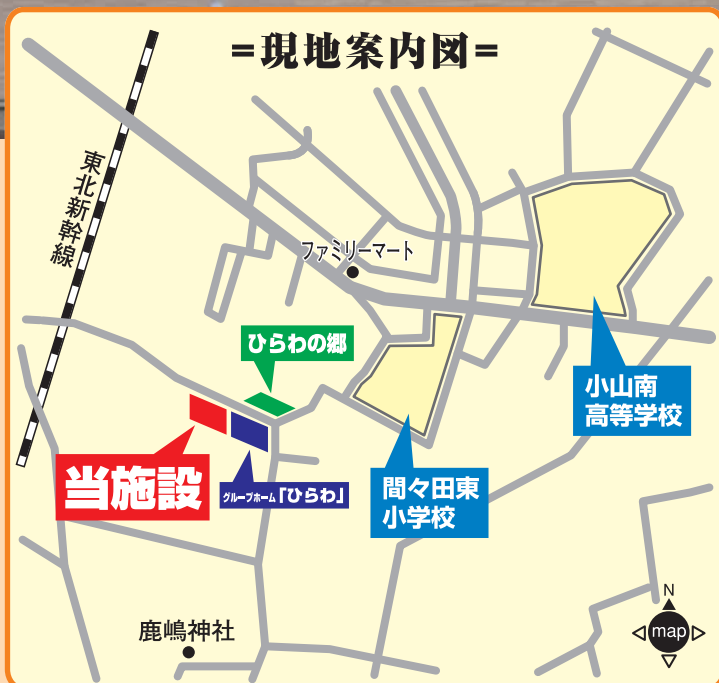 =現地案内図=
東北新幹線
ファミリーマート
ひらわの郷
小山南
高等学校
当施設
グループホーム「ひらわ」
間々田東
小学校
鹿嶋神社
N
map